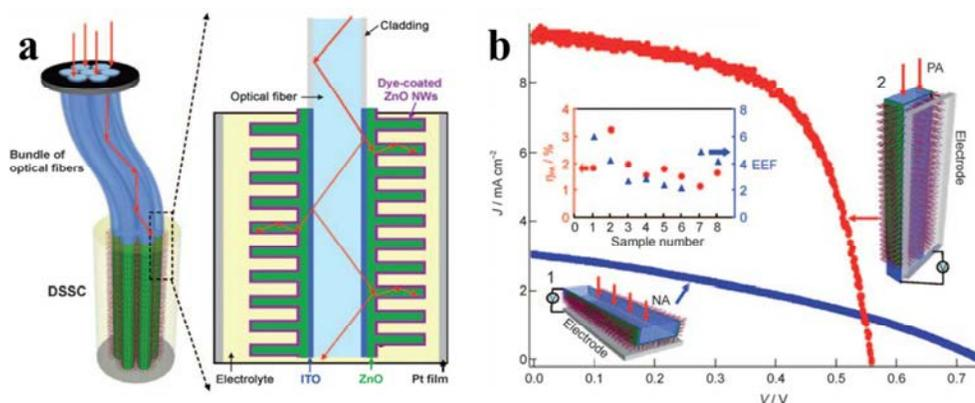 a
Cladding
Optical fiber
Dye-coated
ZnO NWs
Bundle of
optical fibers
DSSC
Electrolyte
ITO
ZnO
Pt film
b
8
6
4
2
0
J / mA cm⁻²
0.0
0.1
0.2
0.3
0.4
0.5
0.6
0.7
V / V
4
3
2
1
0
0
1
2
3
4
5
6
7
8
Sample number
8
6
4
2
0
EEF
2
PA
Electrode
V
1
NA
Electrode
V